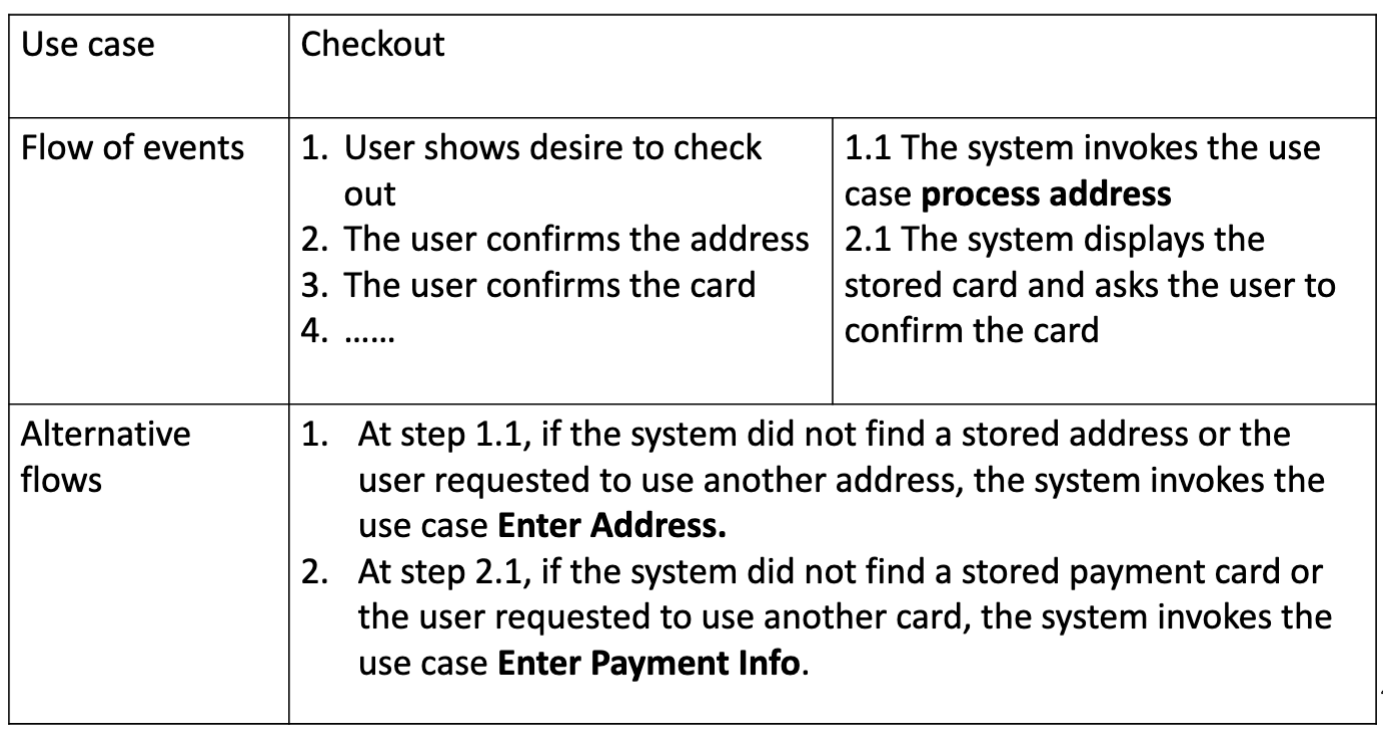 Use case
Checkout
Flow of events
1. User shows desire to check
out
2. The user confirms the address
3. The user confirms the card
4. ......
1.1 The system invokes the use
case process address
2.1 The system displays the
stored card and asks the user to
confirm the card
Alternative
flows
1. At step 1.1, if the system did not find a stored address or the
user requested to use another address, the system invokes the
use case Enter Address.
2. At step 2.1, if the system did not find a stored payment card or
the user requested to use another card, the system invokes the
use case Enter Payment Info.